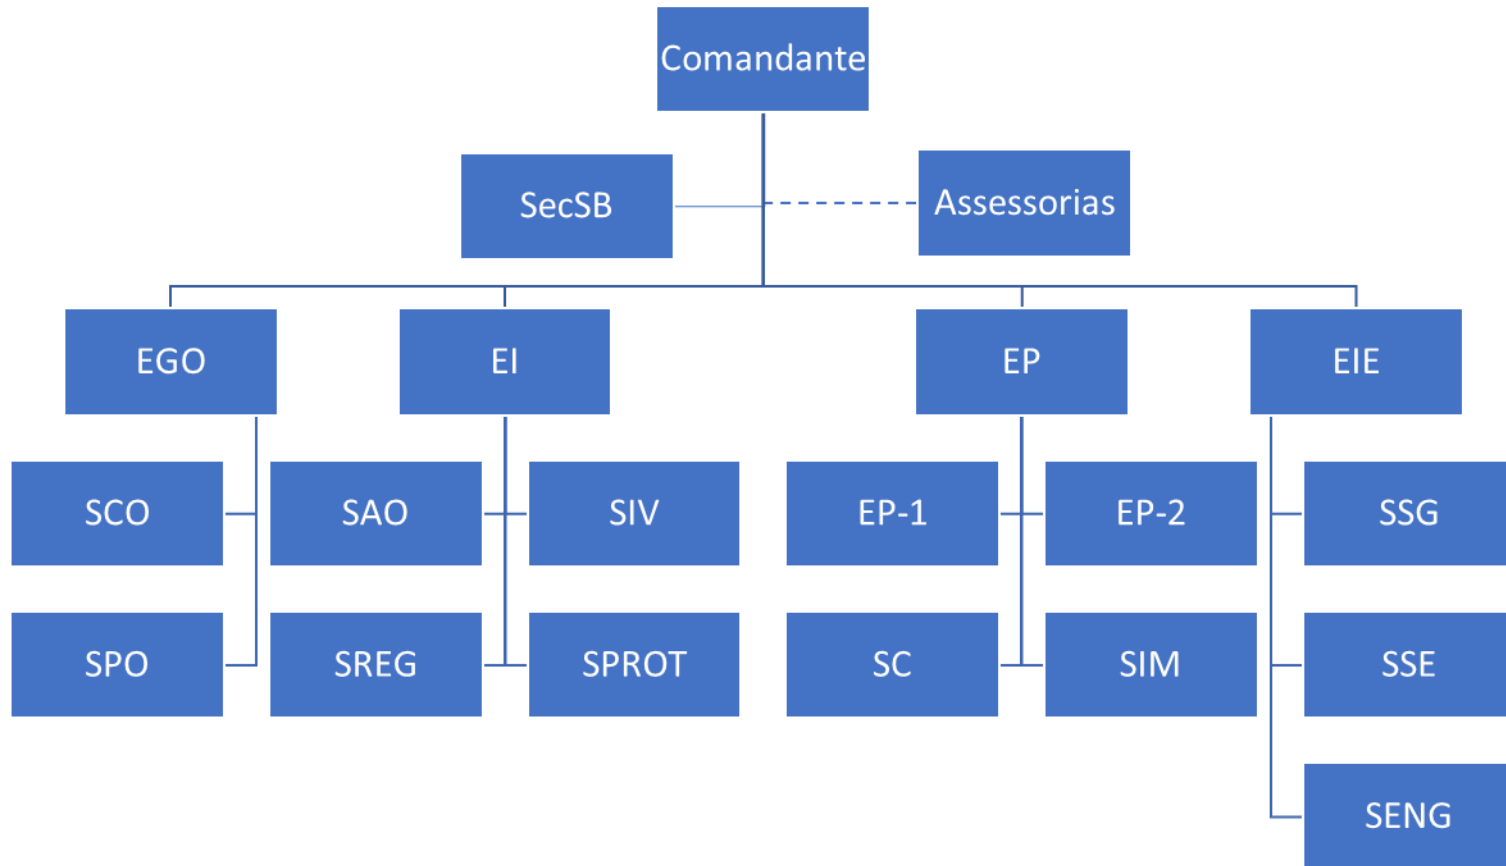 Comandante
SecSB
Assessorias
EGO
EI
EP
EIE
SCO
SAO
SIV
EP-1
EP-2
SSG
SPO
SREG
SPROT
SC
SIM
SSE
SENG